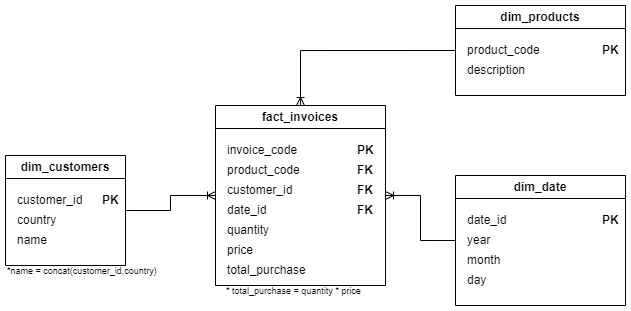 dim_products
product_code PK
description
fact_invoices
invoice_code PK
product_code FK
customer_id FK
date_id FK
quantity
price
total_purchase
* total_purchase = quantity * price
dim_customers
customer_id PK
country
name
*name = concat(customer_id,country)
dim_date
date_id PK
year
month
day